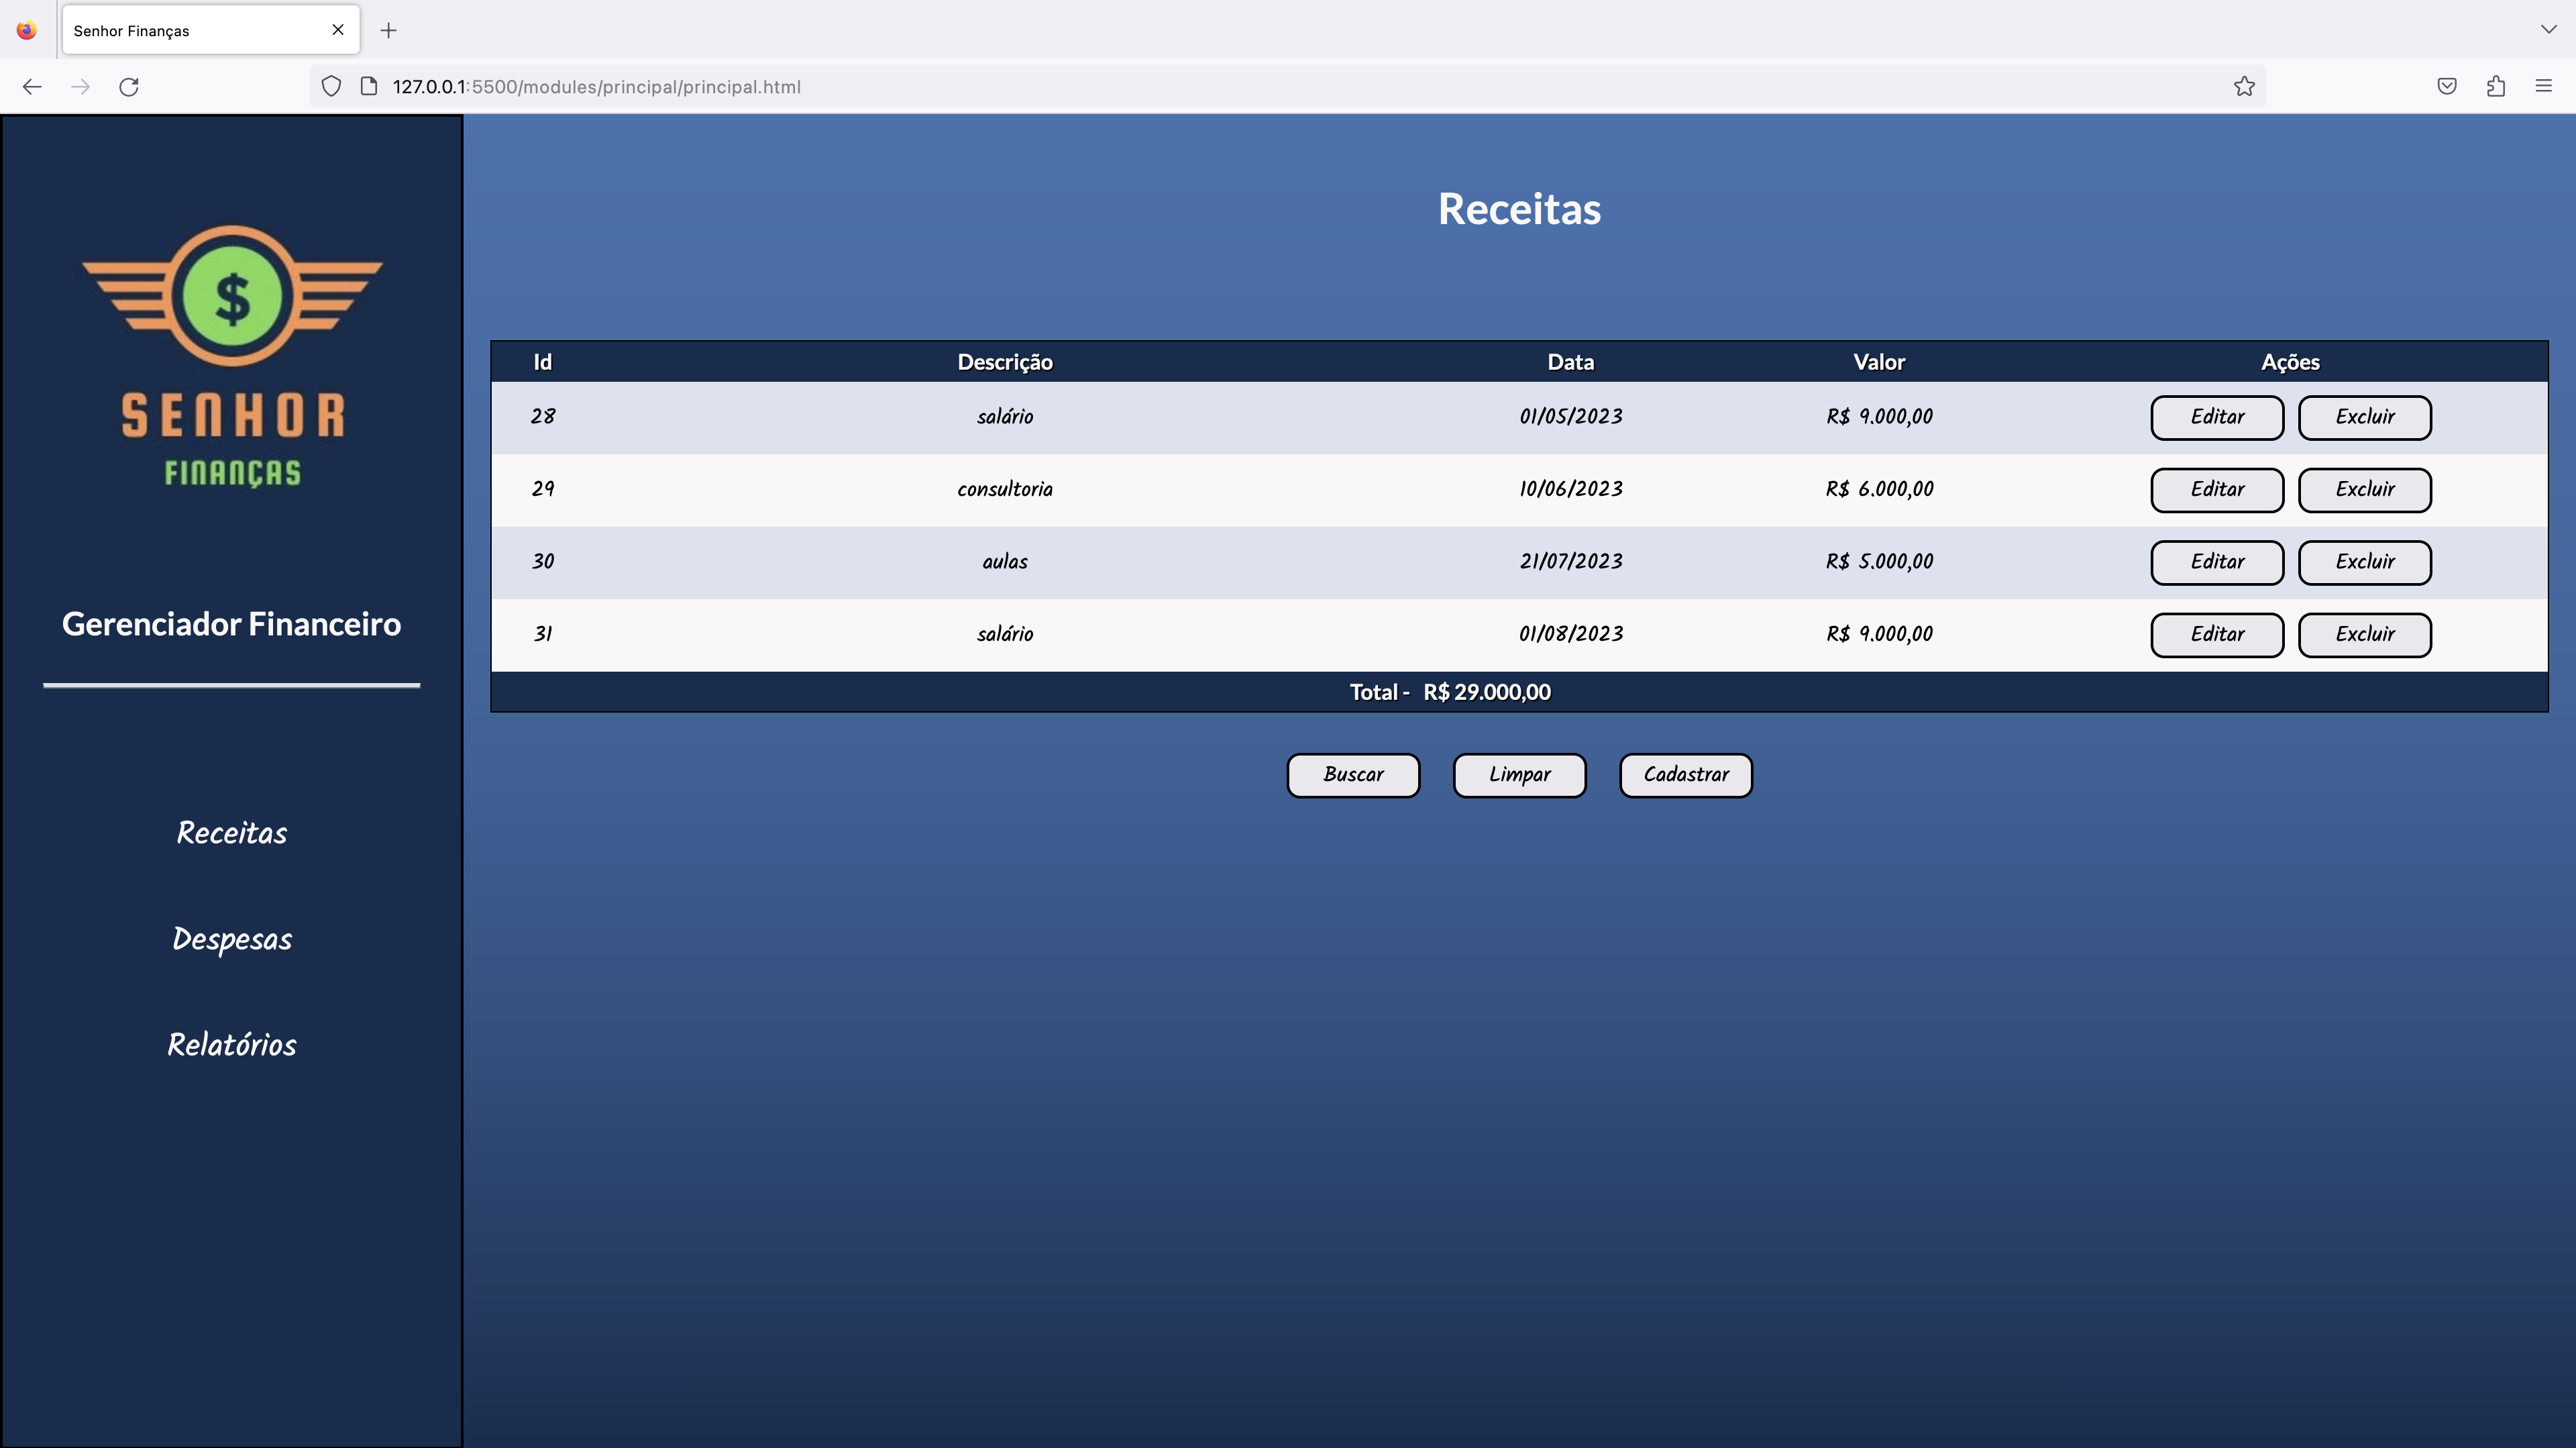 Senhor Finanças
127.0.0.1:5500/modules/principal/principal.html
$
SENHOR
FINANÇAS
Gerenciador Financeiro
Receitas
Despesas
Relatórios
Receitas
Id Descrição Data Valor Ações
28 salário 01/05/2023 R$ 9.000,00 Editar Excluir
29 consultoria 10/06/2023 R$ 6.000,00 Editar Excluir
30 aulas 21/07/2023 R$ 5.000,00 Editar Excluir
31 salário 01/08/2023 R$ 9.000,00 Editar Excluir
Total - R$ 29.000,00
Buscar Limpar Cadastrar